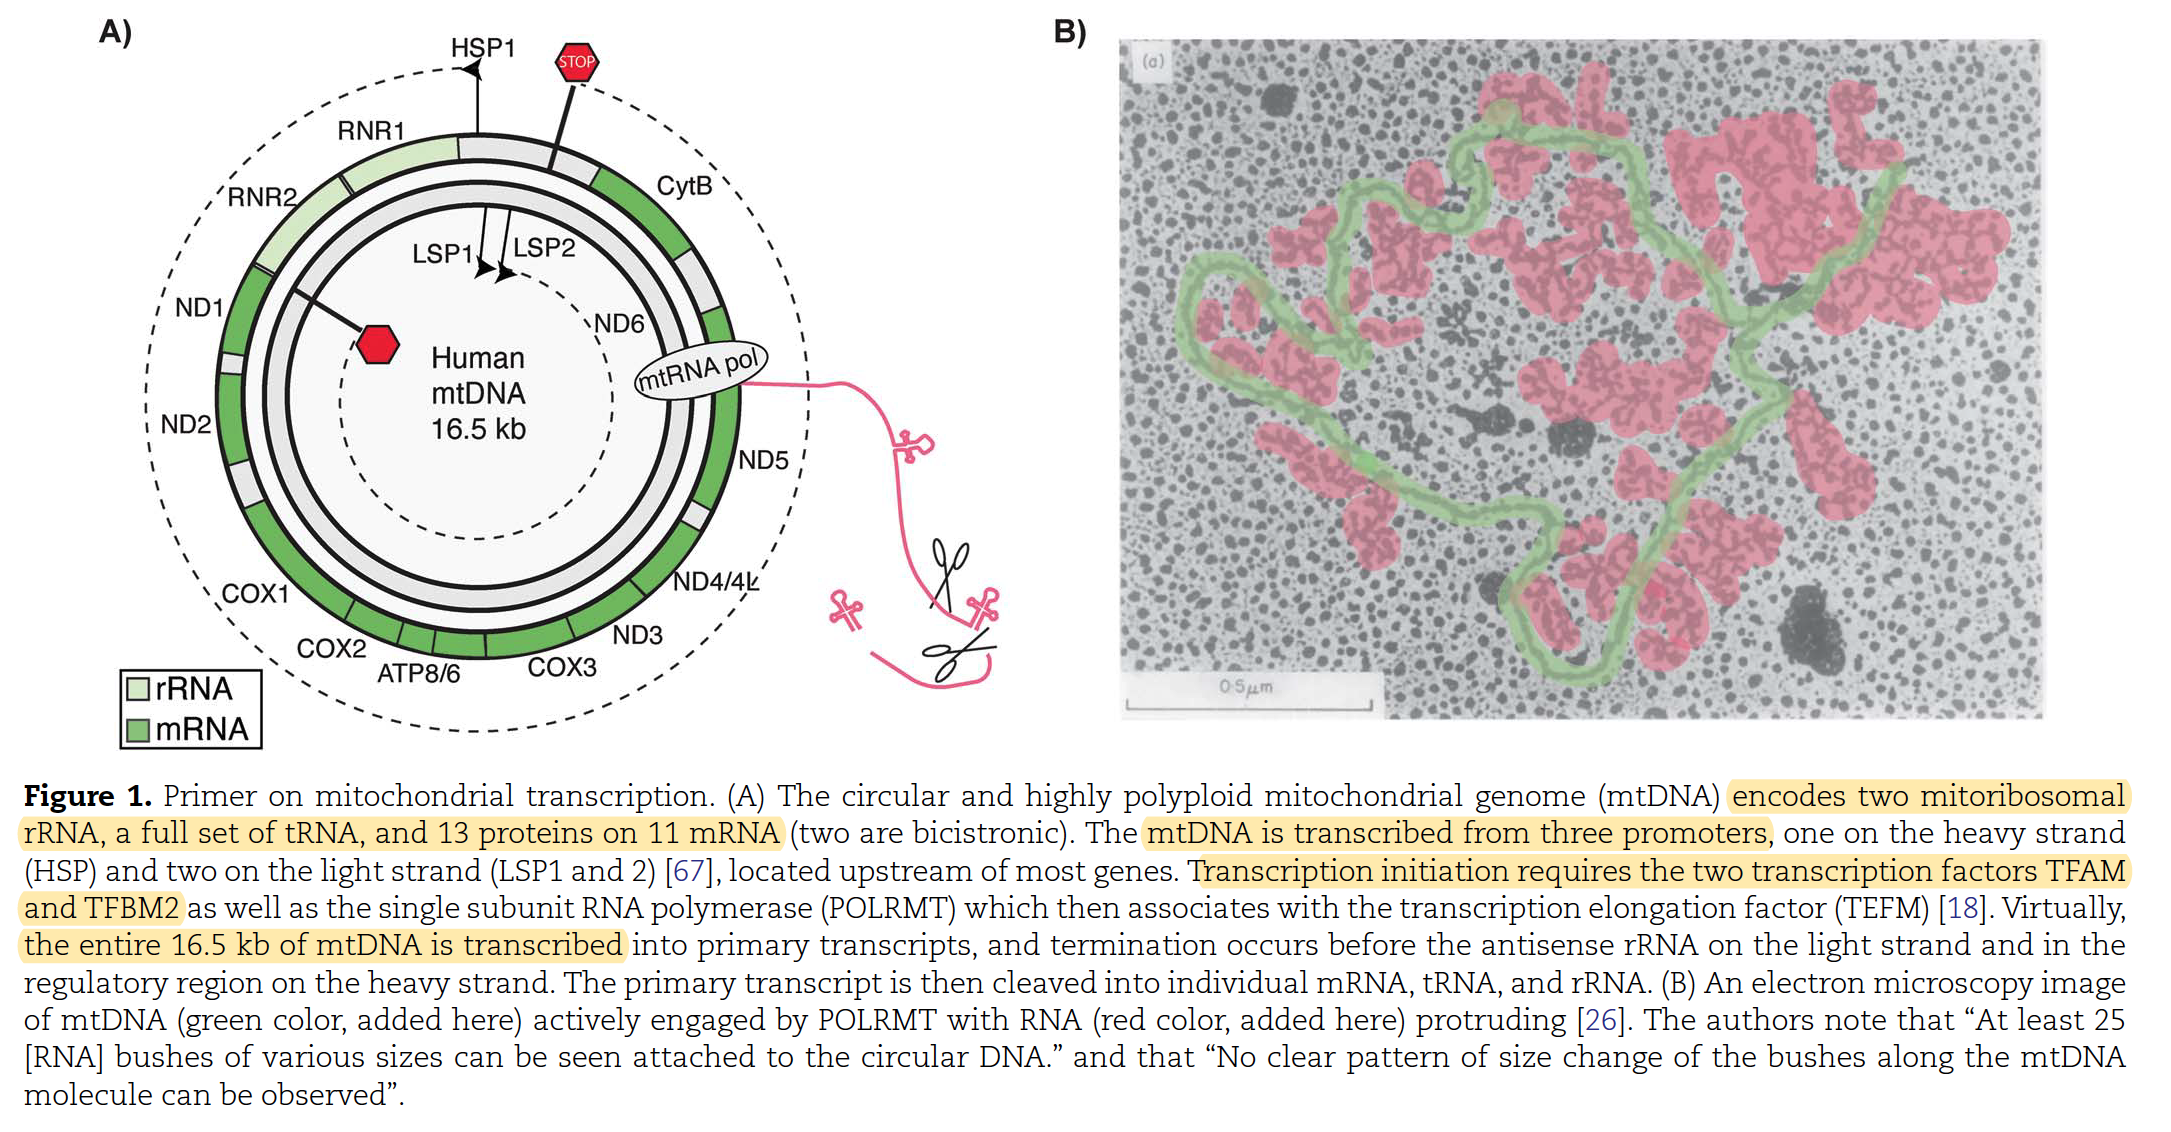 A)
HSP1
STOP
RNR1
RNR2
CytB
LSP1
LSP2
ND1
ND6
Human
mtDNA
16.5 kb
mtRNA pol
ND2
ND5
COX1
ND4/4L
COX2
ND3
ATP8/6
COX3
rRNA
mRNA
B)
(a)
0·5μm
Figure 1. Primer on mitochondrial transcription. (A) The circular and highly polyploid mitochondrial genome (mtDNA) encodes two mitoribosomal
rRNA, a full set of tRNA, and 13 proteins on 11 mRNA (two are bicistronic). The mtDNA is transcribed from three promoters, one on the heavy strand
(HSP) and two on the light strand (LSP1 and 2) [67], located upstream of most genes. Transcription initiation requires the two transcription factors TFAM
and TFBM2 as well as the single subunit RNA polymerase (POLRMT) which then associates with the transcription elongation factor (TEFM) [18]. Virtually,
the entire 16.5 kb of mtDNA is transcribed into primary transcripts, and termination occurs before the antisense rRNA on the light strand and in the
regulatory region on the heavy strand. The primary transcript is then cleaved into individual mRNA, tRNA, and rRNA. (B) An electron microscopy image
of mtDNA (green color, added here) actively engaged by POLRMT with RNA (red color, added here) protruding [26]. The authors note that “At least 25
[RNA] bushes of various sizes can be seen attached to the circular DNA.” and that “No clear pattern of size change of the bushes along the mtDNA
molecule can be observed”.